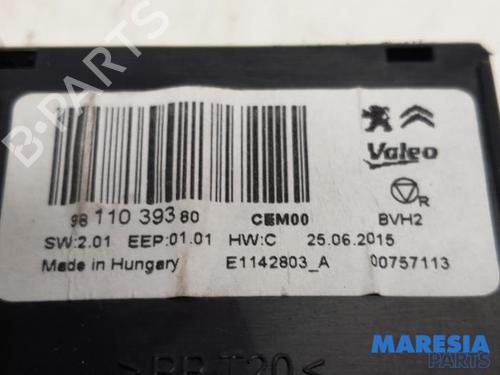 B-PARTS
Valeo
R
98 110 393 80 CEM00 BVH2
SW:2.01 EEP:01.01 HW:C 25.06.2015
Made in Hungary E1142803_A 00757113
MARESIA
PARTS